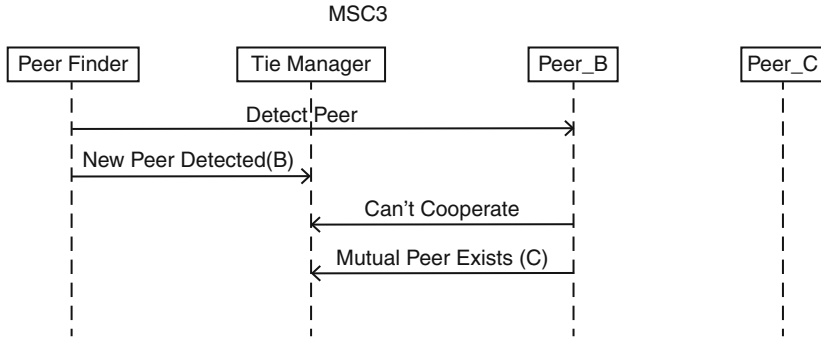 MSC3
Peer Finder
Tie Manager
Peer_B
Peer_C
Detect Peer
New Peer Detected(B)
Can't Cooperate
Mutual Peer Exists (C)